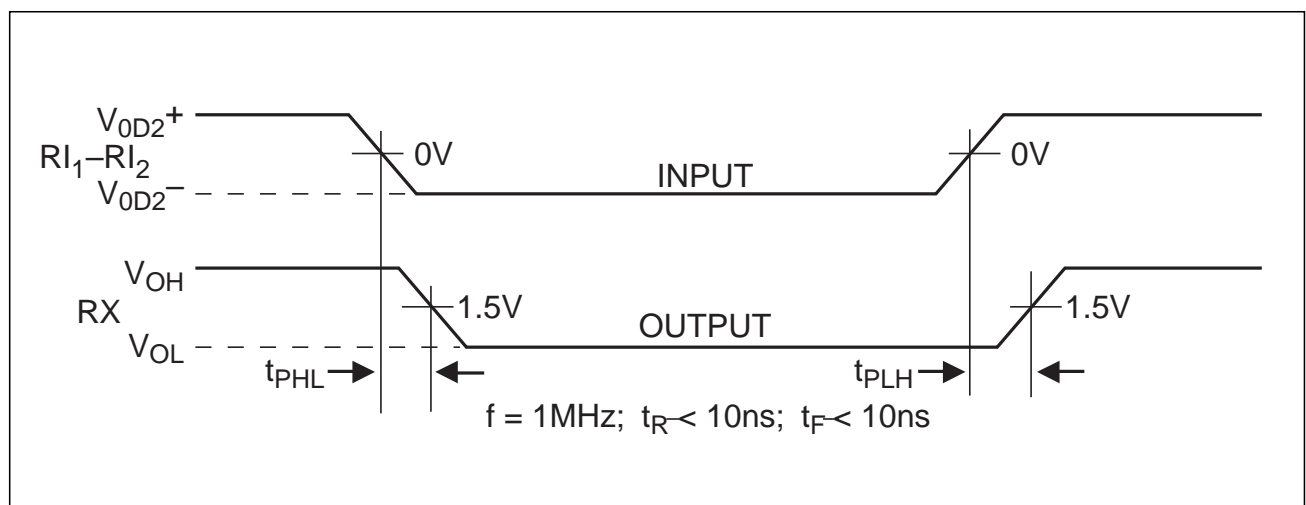 V0D2+
RI1–RI2
V0D2–
0V
INPUT
0V
VOH
RX
VOL
1.5V
OUTPUT
1.5V
tPHL
tPLH
f = 1MHz; tR < 10ns; tF < 10ns